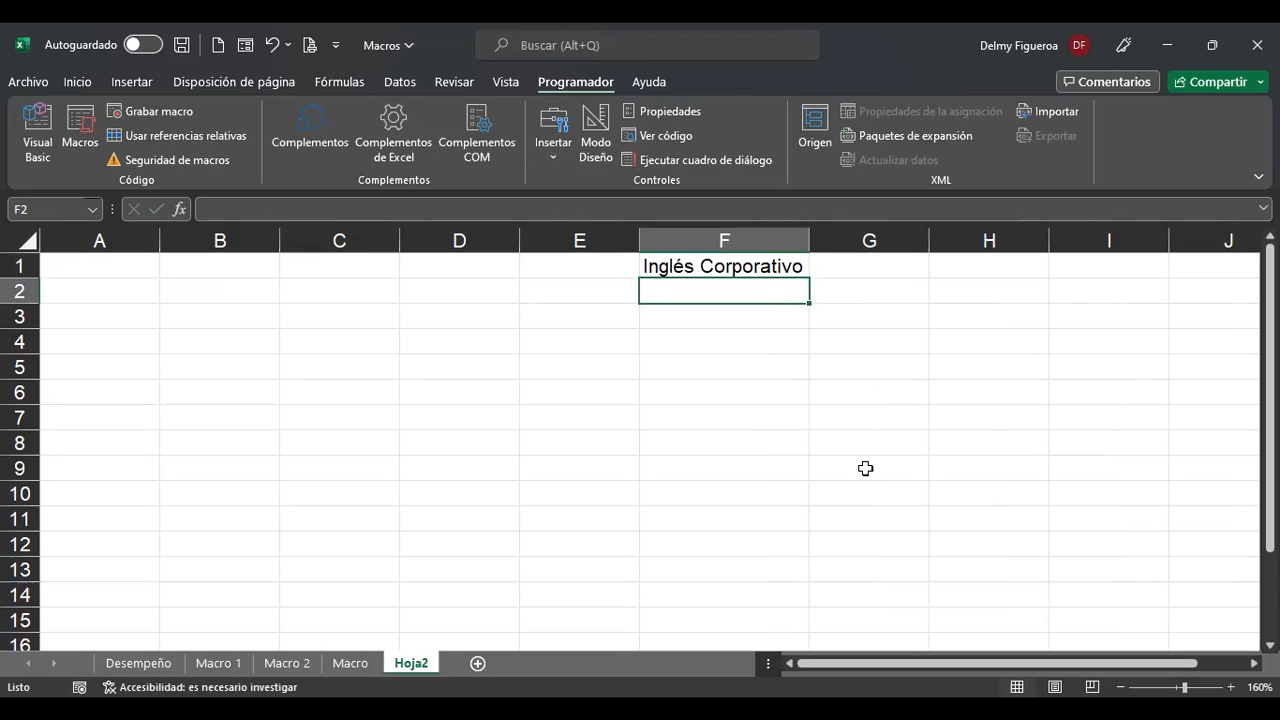 Autoguardado Macros Buscar (Alt+Q) Delmy Figueroa DF
Archivo Inicio Insertar Disposición de página Fórmulas Datos Revisar Vista Programador Ayuda Comentarios Compartir
Visual Basic
Macros
Grabar macro
Usar referencias relativas
Seguridad de macros
Código
Complementos
Complementos de Excel
Complementos COM
Complementos
Insertar
Modo Diseño
Propiedades
Ver código
Ejecutar cuadro de diálogo
Controles
Origen
Propiedades de la asignación
Paquetes de expansión
Actualizar datos
Importar
Exportar
XML
F2 fx
A B C D E F G H I J
1 Inglés Corporativo
2
3
4
5
6
7
8
9
10
11
12
13
14
15
16
Desempeño Macro 1 Macro 2 Macro Hoja2
Listo Accesibilidad: es necesario investigar 160%